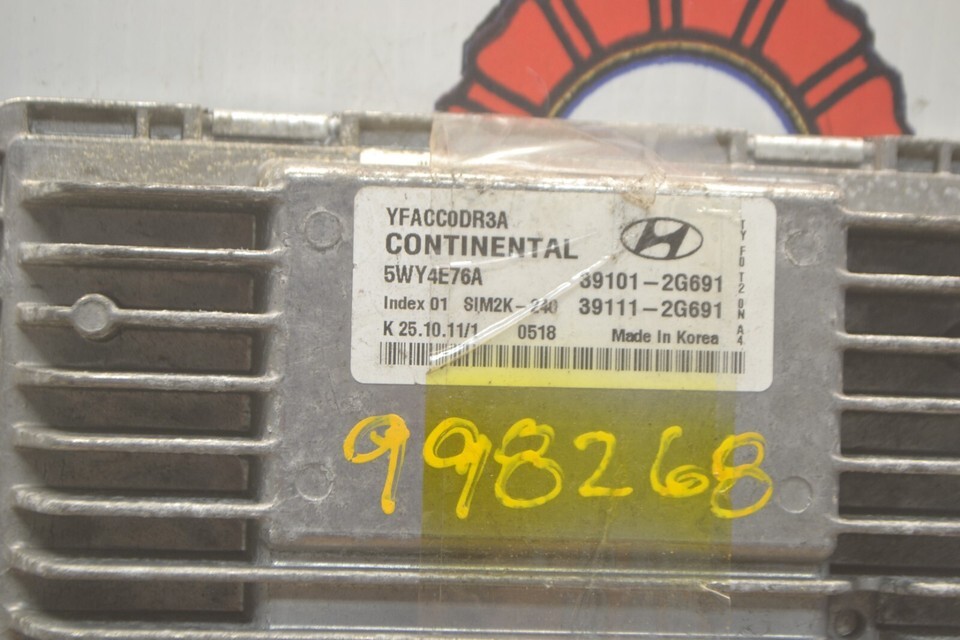 YFACC0DR3A
CONTINENTAL
5WY4E76A 39101-2G691
Index 01 SIM2K-240 39111-2G691
K 25.10.11/1 0518 Made In Korea
TYF0T20NA4
998268